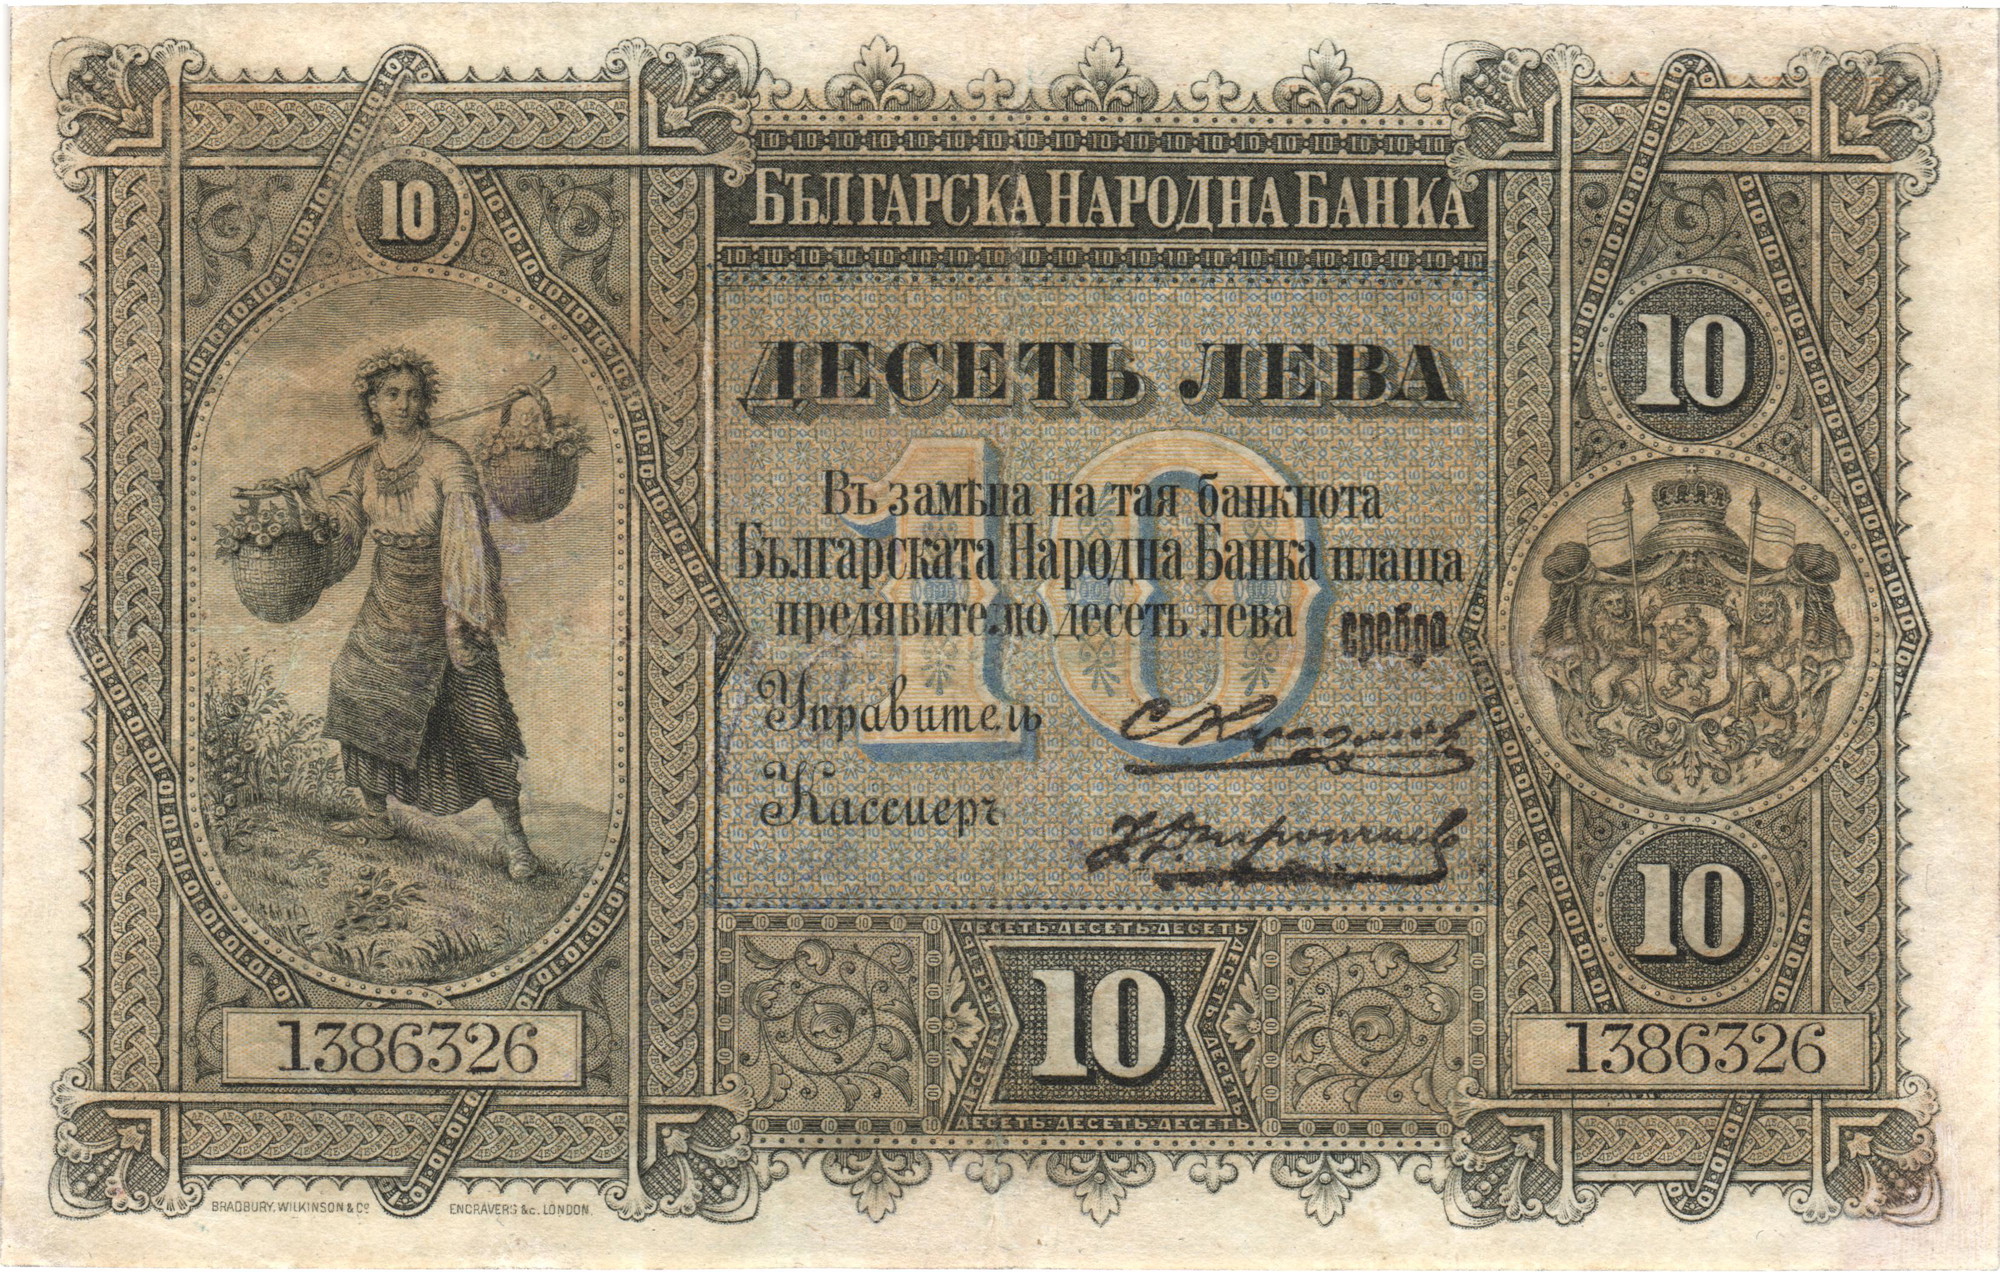 10
БЪЛГАРСКА НАРОДНА БАНКА
10
ДЕСЕТЬ ЛЕВА
10
Въ замѣна на тая банкнота
Българската Народна Банка плаща
предявителю десеть лева сребро
Управитель
Кассиеръ
10
ДЕСЕТЬ·ДЕСЕТЬ·ДЕСЕТЬ
10
ДЕСЕТЬ·ДЕСЕТЬ·ДЕСЕТЬ
1386326
1386326
BRADBURY, WILKINSON & Co ENGRAVERS &c. LONDON.